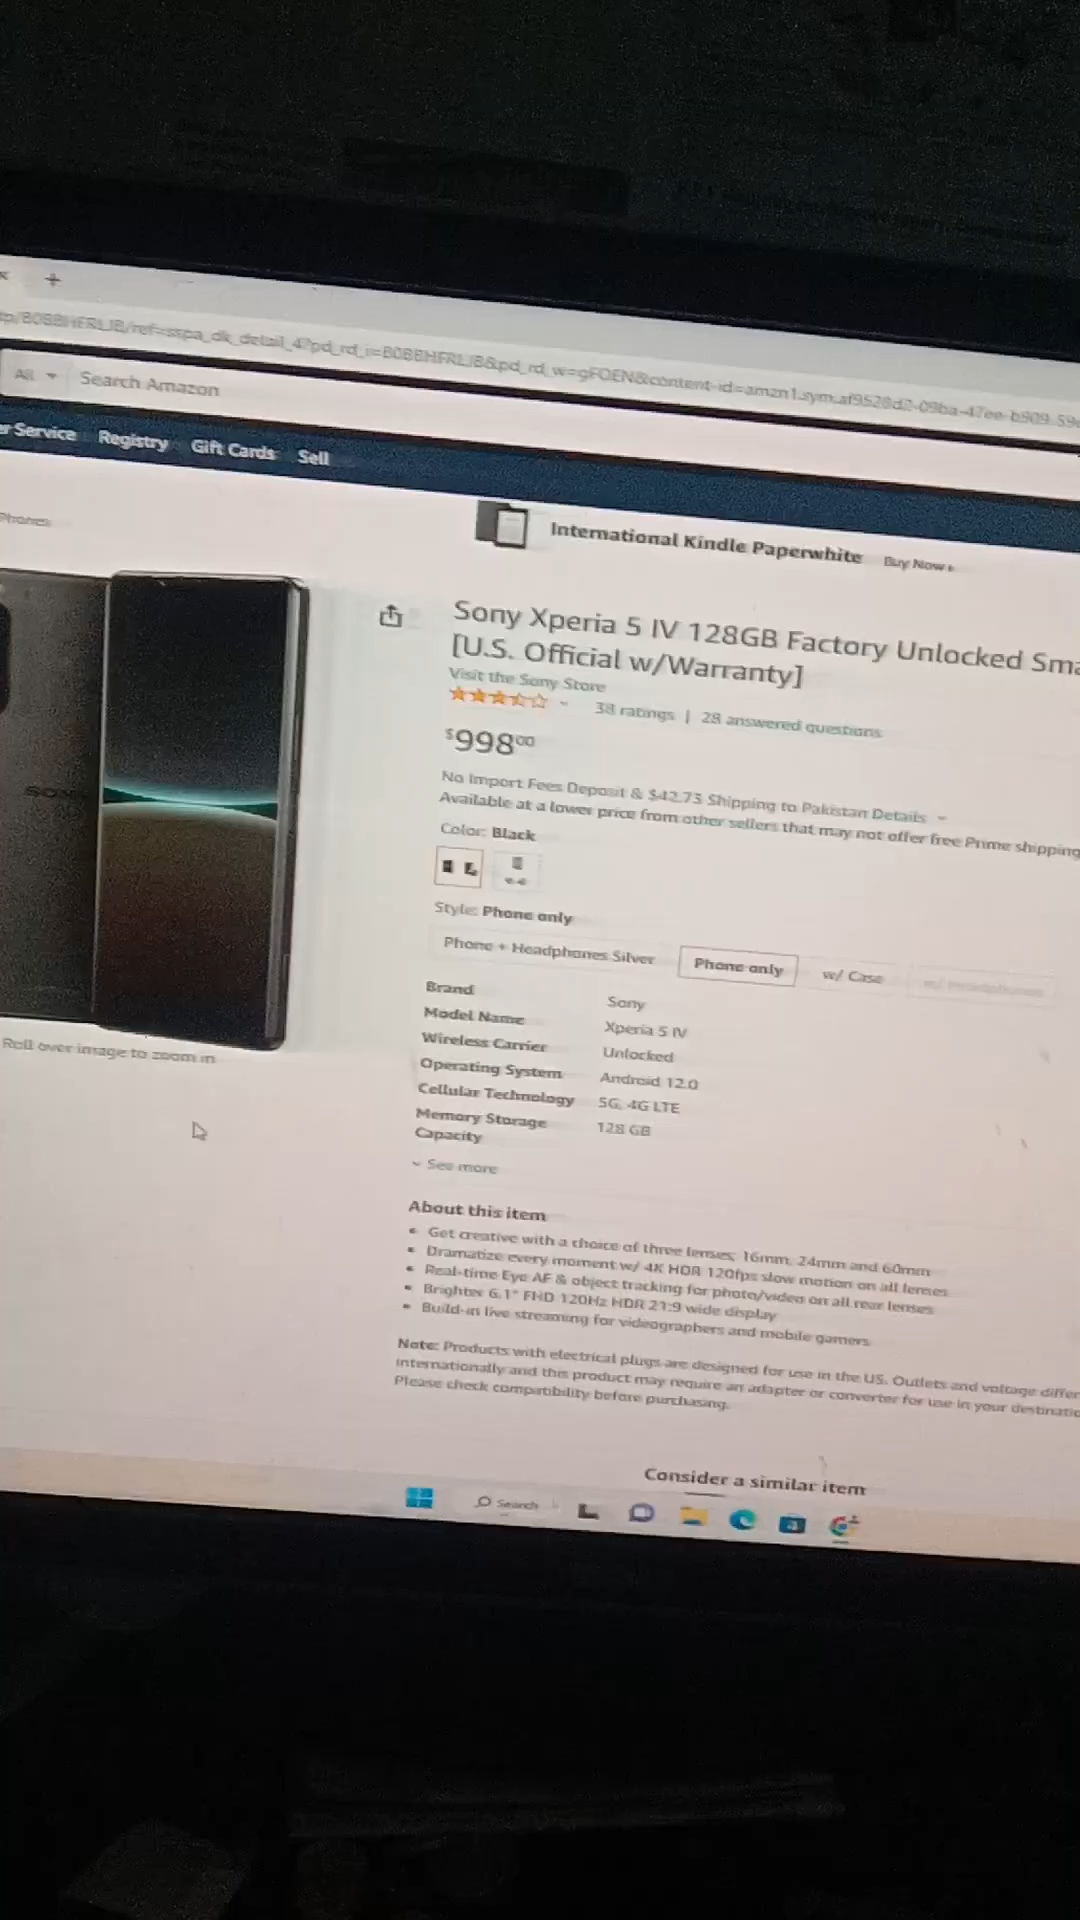 All
Search Amazon
Service Registry Gift Cards Sell
Phones
International Kindle Paperwhite Buy Now
Sony Xperia 5 IV 128GB Factory Unlocked
[U.S. Official w/Warranty]
Visit the Sony Store
38 ratings | 28 answered questions
$99800
No Import Fees Deposit & $42.73 Shipping to Pakistan Details
Available at a lower price from other sellers that may not offer free Prime shipping
Color: Black
Style: Phone only
Phone + Headphones Silver Phone only w/ Case w/ Headphones
Brand Sony
Model Name Xperia 5 IV
Wireless Carrier Unlocked
Operating System Android 12.0
Cellular Technology 5G, 4G LTE
Memory Storage 128 GB
Capacity
See more
Roll over image to zoom in
About this item
• Get creative with a choice of three lenses; 16mm, 24mm and 60mm
• Dramatize every moment w/ 4K HDR 120fps slow motion on all lenses
• Real-time Eye AF & object tracking for photo/video on all rear lenses
• Brighter 6.1" FHD 120Hz HDR 21:9 wide display
• Build-in live streaming for videographers and mobile gamers
Note: Products with electrical plugs are designed for use in the US. Outlets and voltage differ
internationally and this product may require an adapter or converter for use in your
Please check compatibility before purchasing.
Consider a similar item
Search